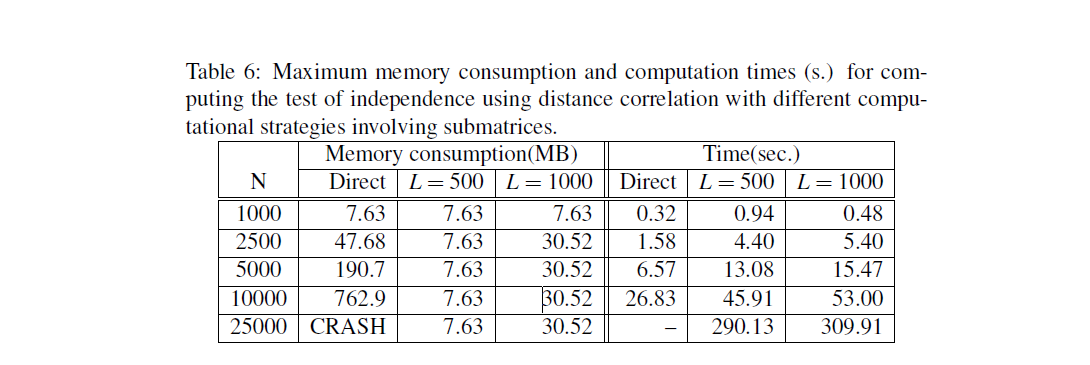 Table 6: Maximum memory consumption and computation times (s.) for com-
puting the test of independence using distance correlation with different compu-
tational strategies involving submatrices.
Memory consumption(MB) Time(sec.)
N Direct L = 500 L = 1000 Direct L = 500 L = 1000
1000 7.63 7.63 7.63 0.32 0.94 0.48
2500 47.68 7.63 30.52 1.58 4.40 5.40
5000 190.7 7.63 30.52 6.57 13.08 15.47
10000 762.9 7.63 30.52 26.83 45.91 53.00
25000 CRASH 7.63 30.52 – 290.13 309.91